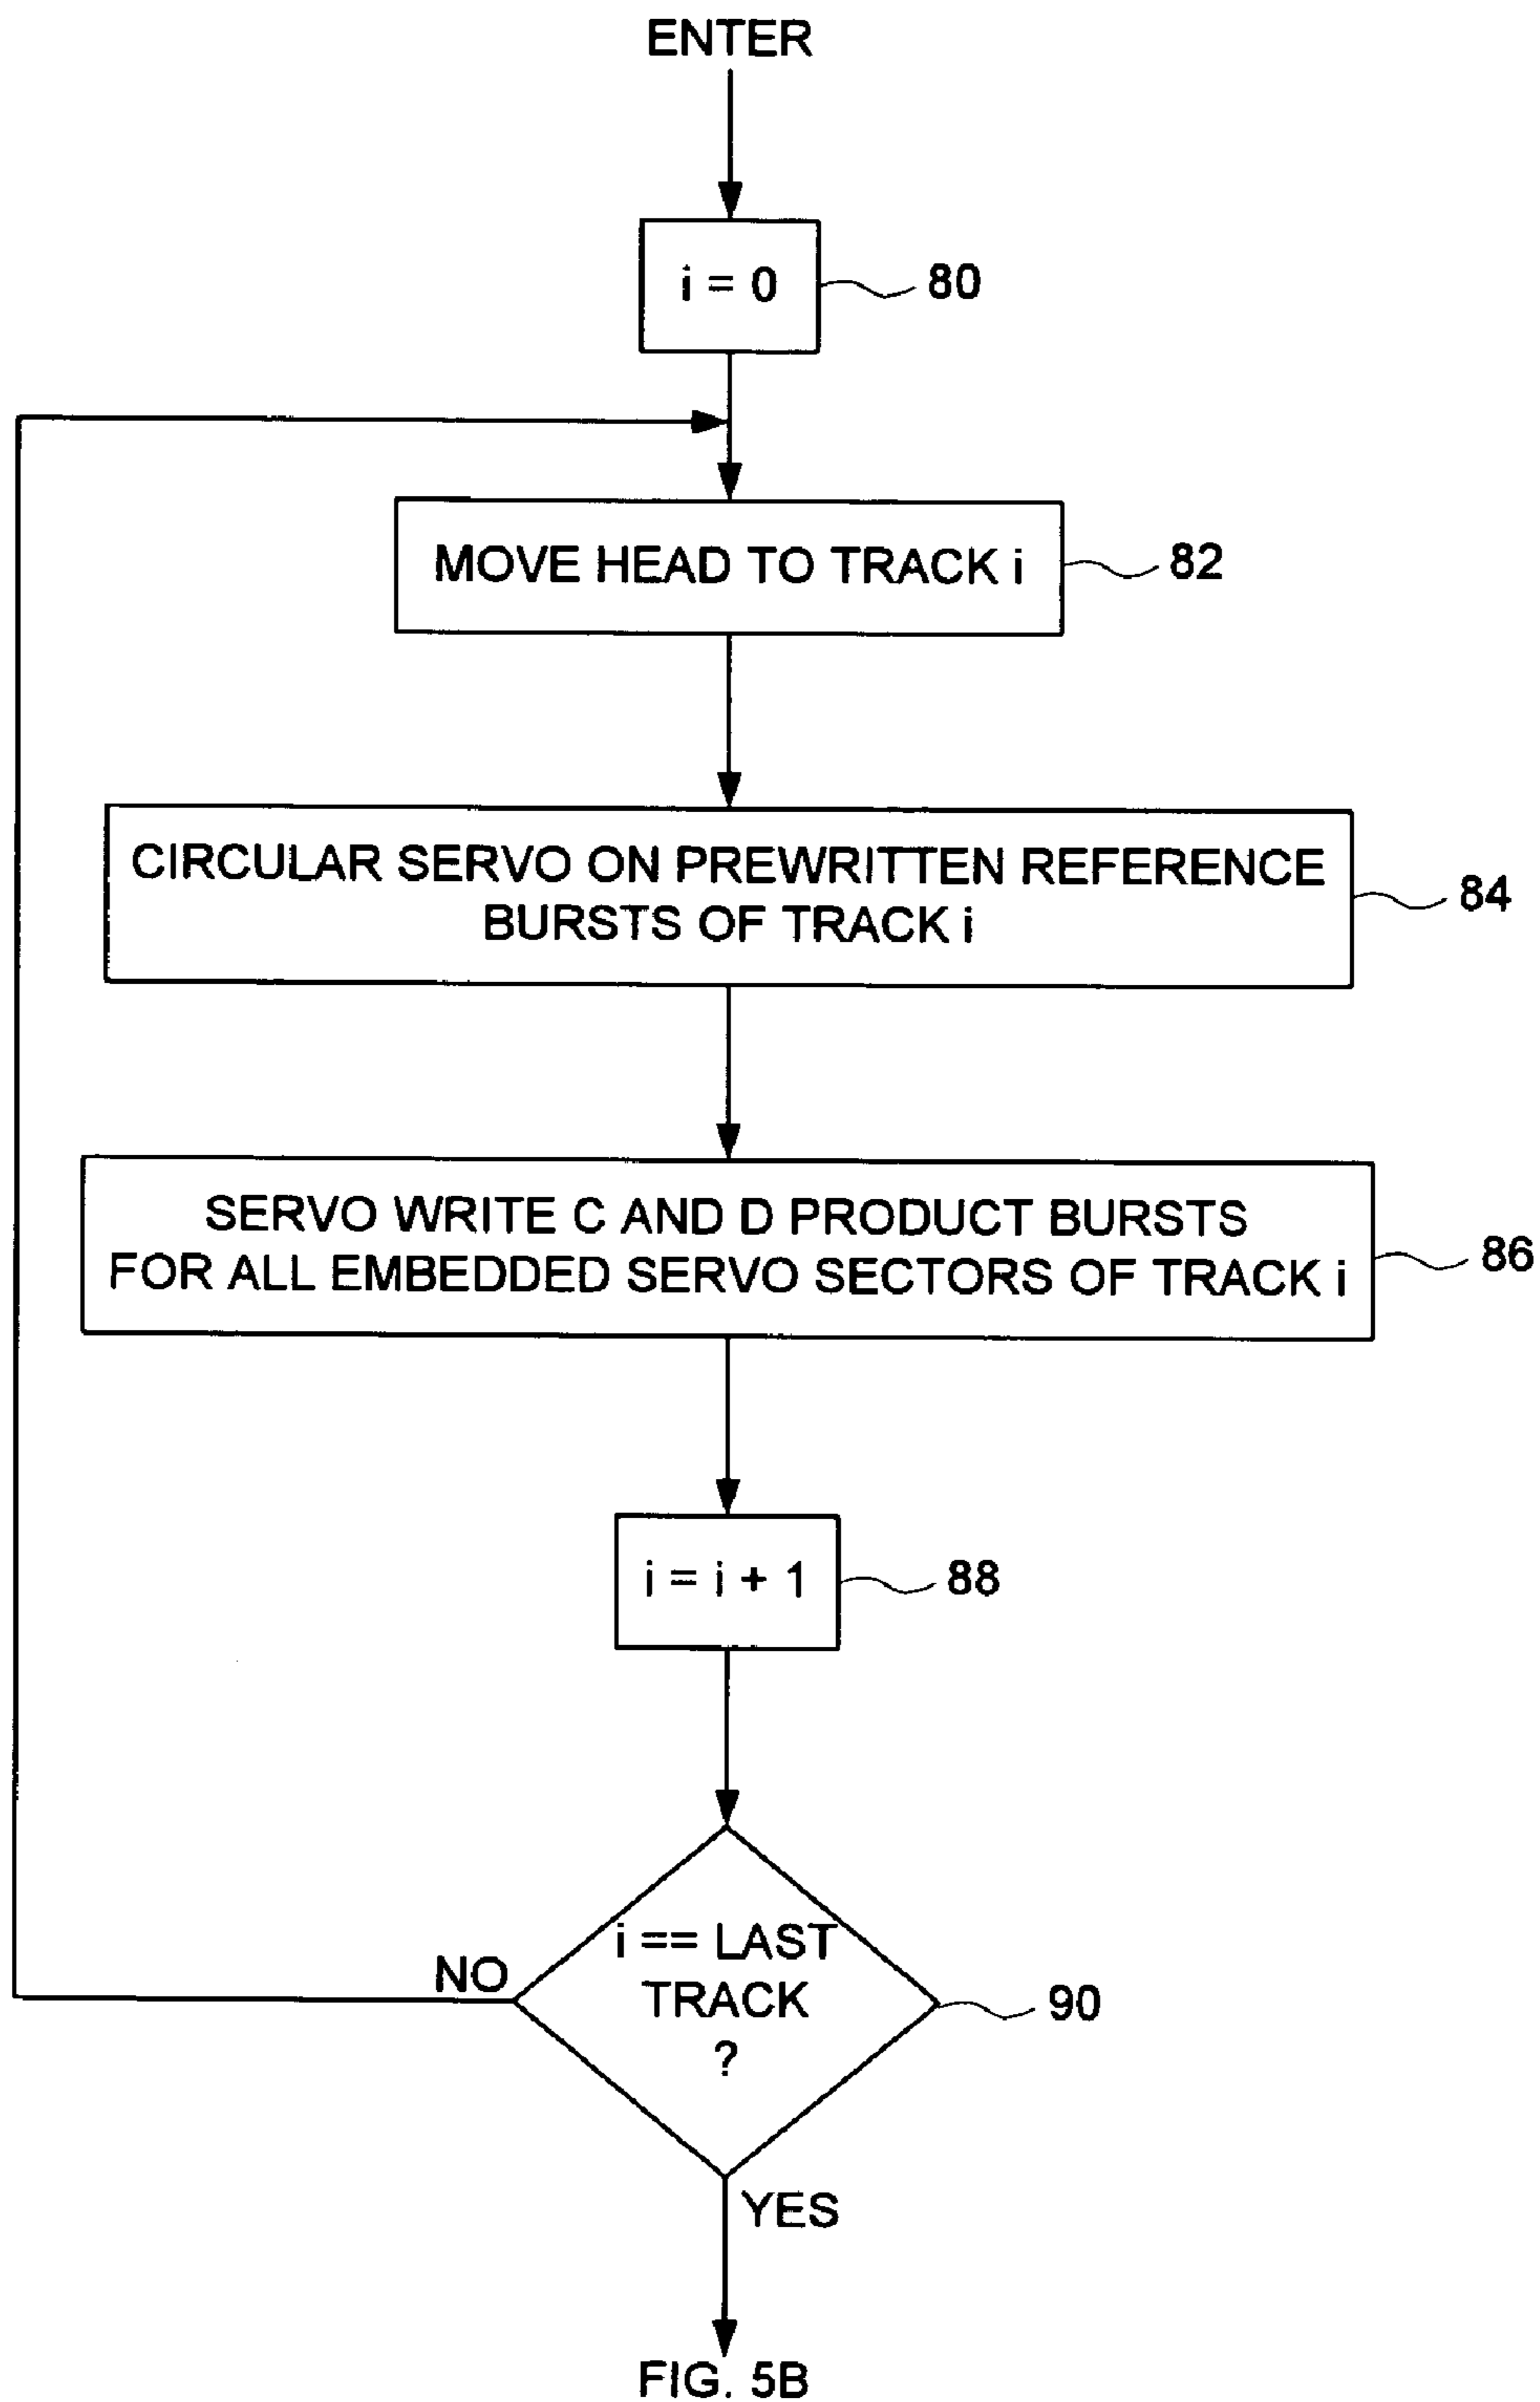 ENTER
i = 0
80
MOVE HEAD TO TRACK i
82
CIRCULAR SERVO ON PREWRITTEN REFERENCE
BURSTS OF TRACK i
84
SERVO WRITE C AND D PRODUCT BURSTS
FOR ALL EMBEDDED SERVO SECTORS OF TRACK i
86
i = i + 1
88
i == LAST
TRACK
?
NO
90
YES
FIG. 5B